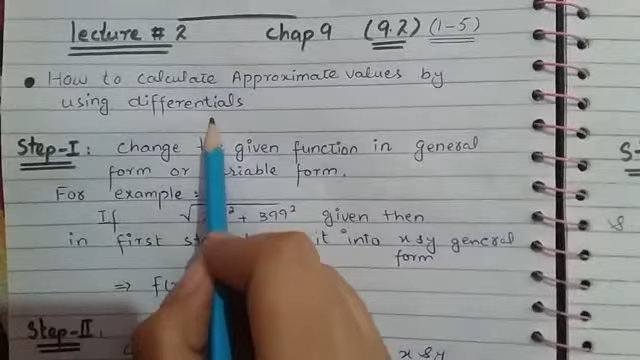 lecture # 2 Chap 9 (9.2) (1-5)
• How to calculate Approximate values by
using differentials
Step-I: Change given function in general
form or variable form.
For example:
If √ ² + 399² given then
in first it into x & y general
form
⇒ f(x
Step-II:
x & y
S-